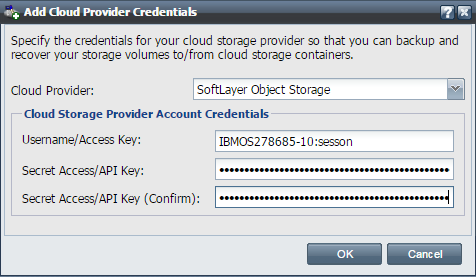 Add Cloud Provider Credentials
Specify the credentials for your cloud storage provider so that you can backup and
recover your storage volumes to/from cloud storage containers.
Cloud Provider: SoftLayer Object Storage
Cloud Storage Provider Account Credentials
Username/Access Key: IBMOS278685-10:sesson
Secret Access/API Key: ••••••••••••••••••••••••••••••••••••••••
Secret Access/API Key (Confirm): ••••••••••••••••••••••••••••••••••••••••
OK Cancel